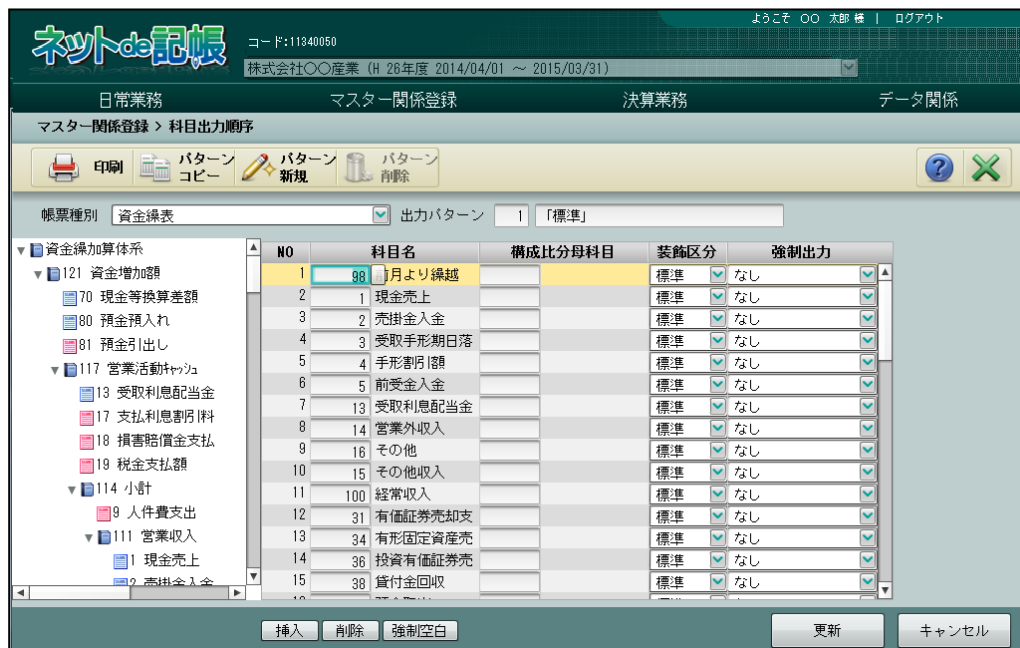 ようこそ 〇〇 太郎 様 | ログアウト
ネットde記帳
コード:11340050
株式会社〇〇産業 (H 26年度 2014/04/01 ～ 2015/03/31)
日常業務 マスター関係登録 決算業務 データ関係
マスター関係登録 > 科目出力順序
印刷 パターンコピー パターン新規 パターン削除
帳票種別 資金繰表 出力パターン 1 「標準」
資金繰加算体系
121 資金増加額
70 現金等換算差額
80 預金預入れ
81 預金引出し
117 営業活動ｷｬｯｼｭ
13 受取利息配当金
17 支払利息割引料
18 損害賠償金支払
19 税金支払額
114 小計
9 人件費支出
111 営業収入
1 現金売上
2 売掛金入金
NO 科目名 構成比分母科目 装飾区分 強制出力
1 98 前月より繰越 標準 なし
2 1 現金売上 標準 なし
3 2 売掛金入金 標準 なし
4 3 受取手形期日落 標準 なし
5 4 手形割引額 標準 なし
6 5 前受金入金 標準 なし
7 13 受取利息配当金 標準 なし
8 14 営業外収入 標準 なし
9 16 その他 標準 なし
10 15 その他収入 標準 なし
11 100 経常収入 標準 なし
12 31 有価証券売却支 標準 なし
13 34 有形固定資産売 標準 なし
14 36 投資有価証券売 標準 なし
15 38 貸付金回収 標準 なし
挿入 削除 強制空白 更新 キャンセル